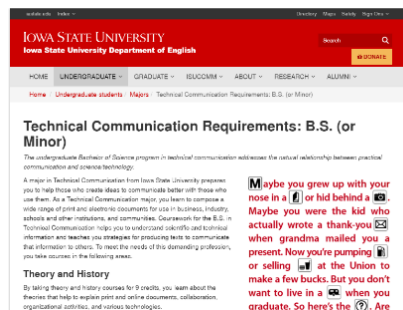 iastate.edu Index
Directory Maps Safety Sign Ons
IOWA STATE UNIVERSITY
Iowa State University Department of English
Search
DONATE
HOME UNDERGRADUATE GRADUATE ISUCOMM ABOUT RESEARCH ALUMNI
Home / Undergraduate students / Majors / Technical Communication Requirements: B.S. (or Minor)
Technical Communication Requirements: B.S. (or
Minor)
The undergraduate Bachelor of Science program in technical communication addresses the natural relationship between practical
communication and science/technology.
A major in Technical Communication from Iowa State University prepares
you to help those who create ideas to communicate better with those who
use them. As a Technical Communication major, you learn to compose a
wide range of print and electronic documents for use in business, industry,
schools and other institutions, and communities. Coursework for the B.S. in
Technical Communication helps you to understand scientific and technical
information and teaches you strategies for producing texts to communicate
that information to others. To meet the needs of this demanding profession,
you take courses in the following areas.
Theory and History
By taking theory and history courses for 9 credits, you learn about the
theories that help to explain print and online documents, collaboration,
organizational activities, and various technologies.
Maybe you grew up with your
nose in a or hid behind a .
Maybe you were the kid who
actually wrote a thank-you
when grandma mailed you a
present. Now you're pumping
or selling at the Union to
make a few bucks. But you don't
want to live in a when you
graduate. So here's the ?. Are